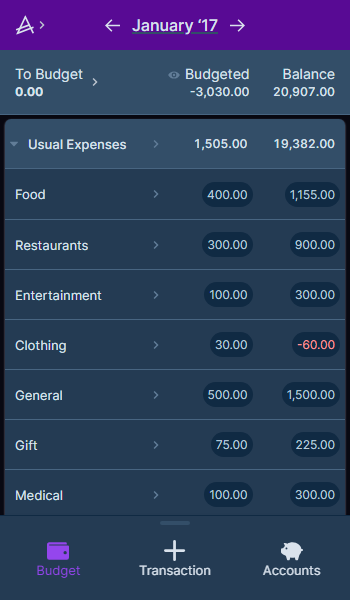 January '17
To Budget Budgeted Balance
0.00 -3,030.00 20,907.00
Usual Expenses 1,505.00 19,382.00
Food 400.00 1,155.00
Restaurants 300.00 900.00
Entertainment 100.00 300.00
Clothing 30.00 -60.00
General 500.00 1,500.00
Gift 75.00 225.00
Medical 100.00 300.00
Budget Transaction Accounts